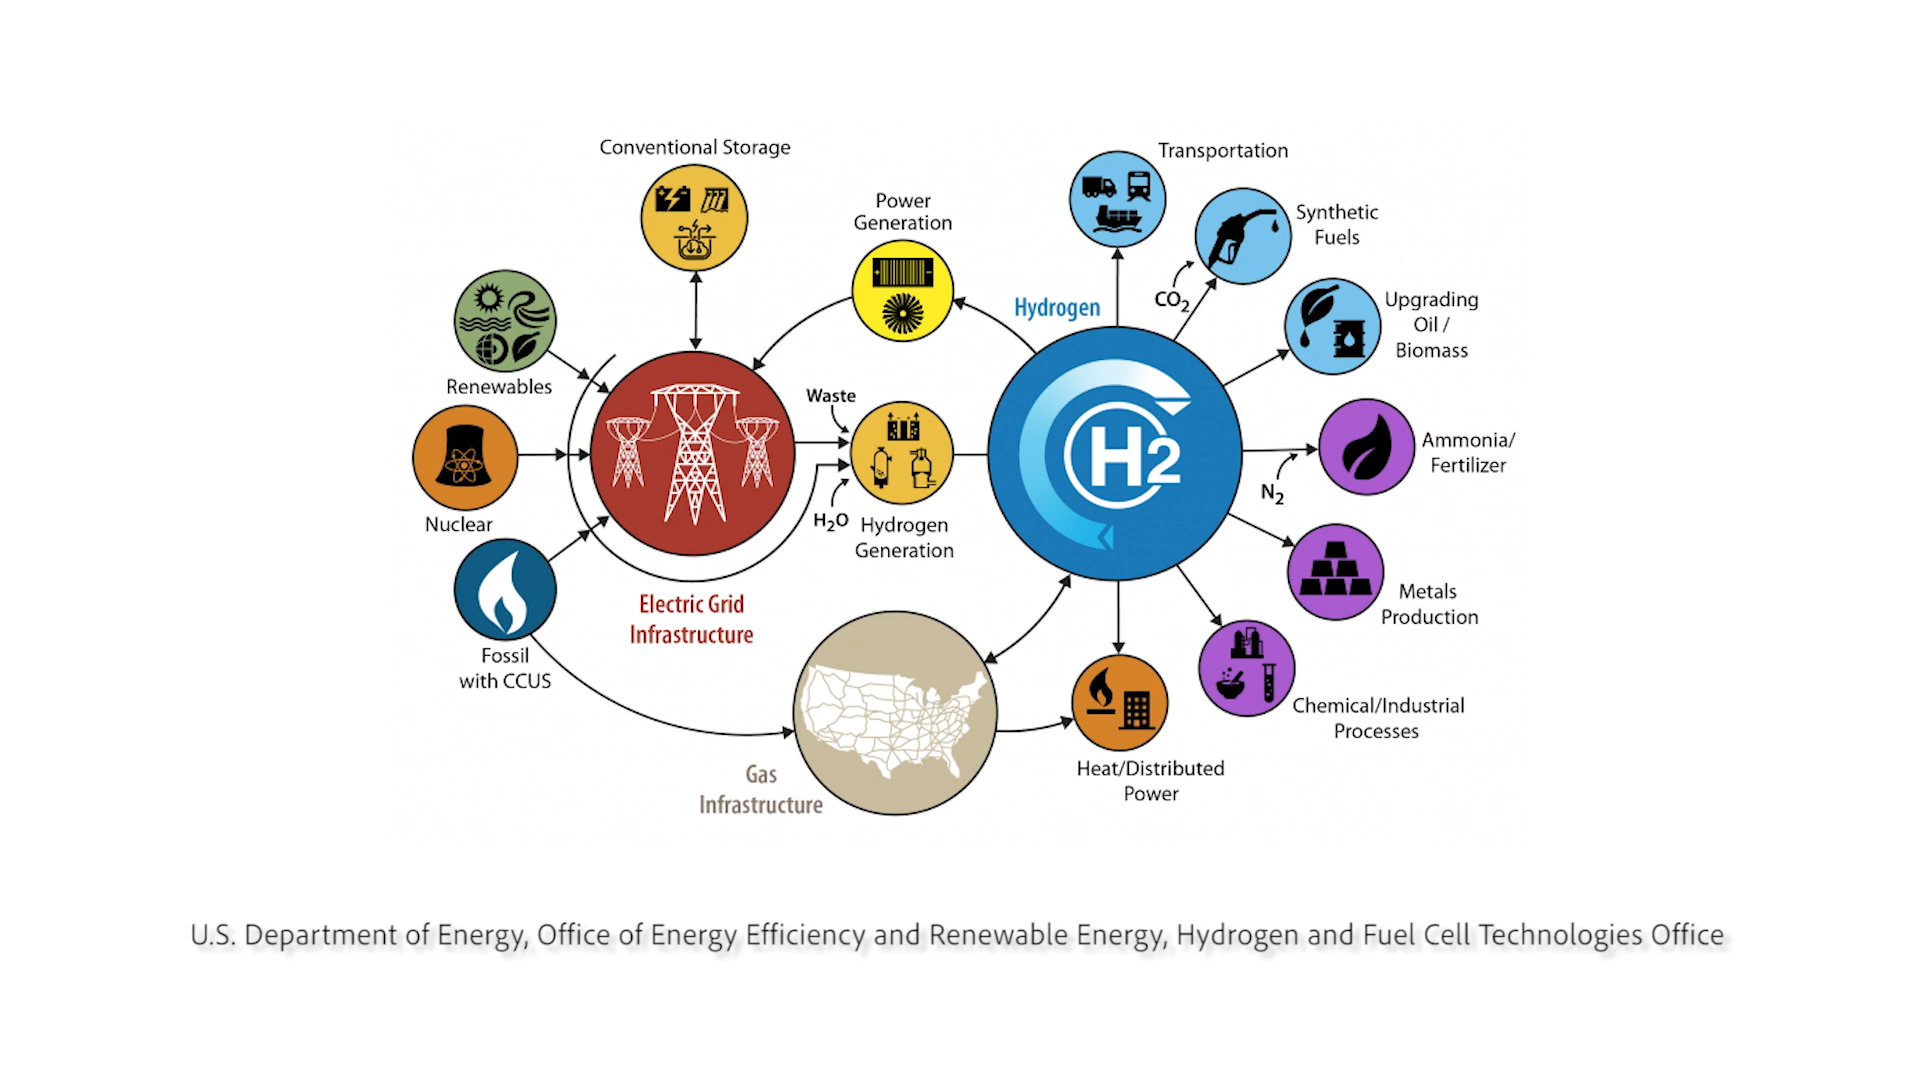 Conventional Storage
Transportation
Power
Generation
Synthetic
Fuels
CO2
Hydrogen
Upgrading
Oil /
Biomass
Renewables
Waste
H2
Ammonia/
Fertilizer
N2
Nuclear
H2O
Hydrogen
Generation
Electric Grid
Infrastructure
Metals
Production
Fossil
with CCUS
Chemical/Industrial
Processes
Gas
Infrastructure
Heat/Distributed
Power
U.S. Department of Energy, Office of Energy Efficiency and Renewable Energy, Hydrogen and Fuel Cell Technologies Office